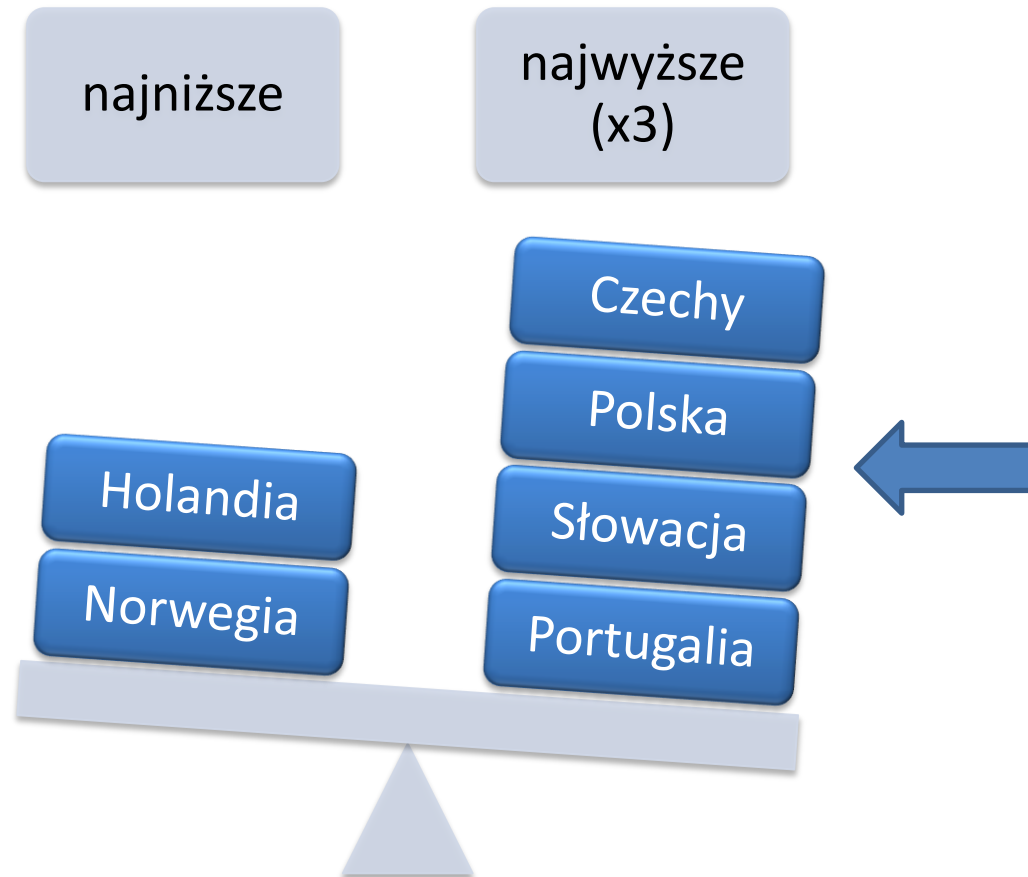 najniższe
najwyższe
(x3)
Holandia
Norwegia
Czechy
Polska
Słowacja
Portugalia